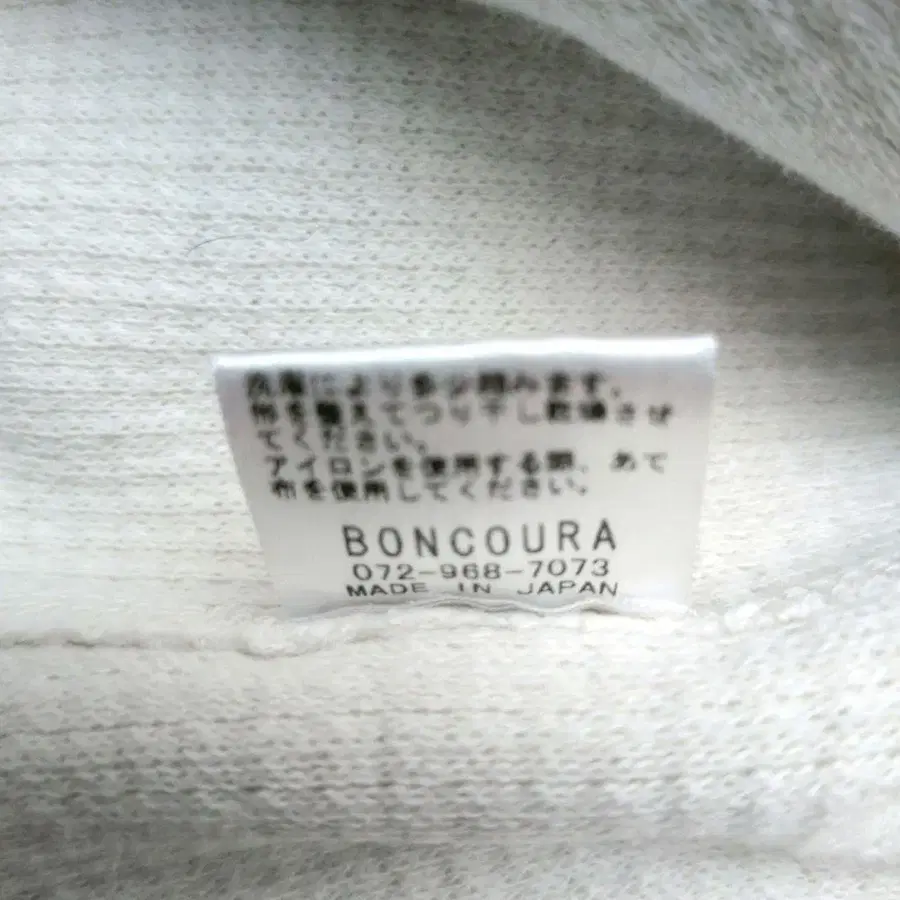 洗濯により多少縮みます。
布を整えてつり干し乾燥させ
てください。
アイロンを使用する際、あて
布を使用してください。
BONCOURA
072-968-7073
MADE IN JAPAN